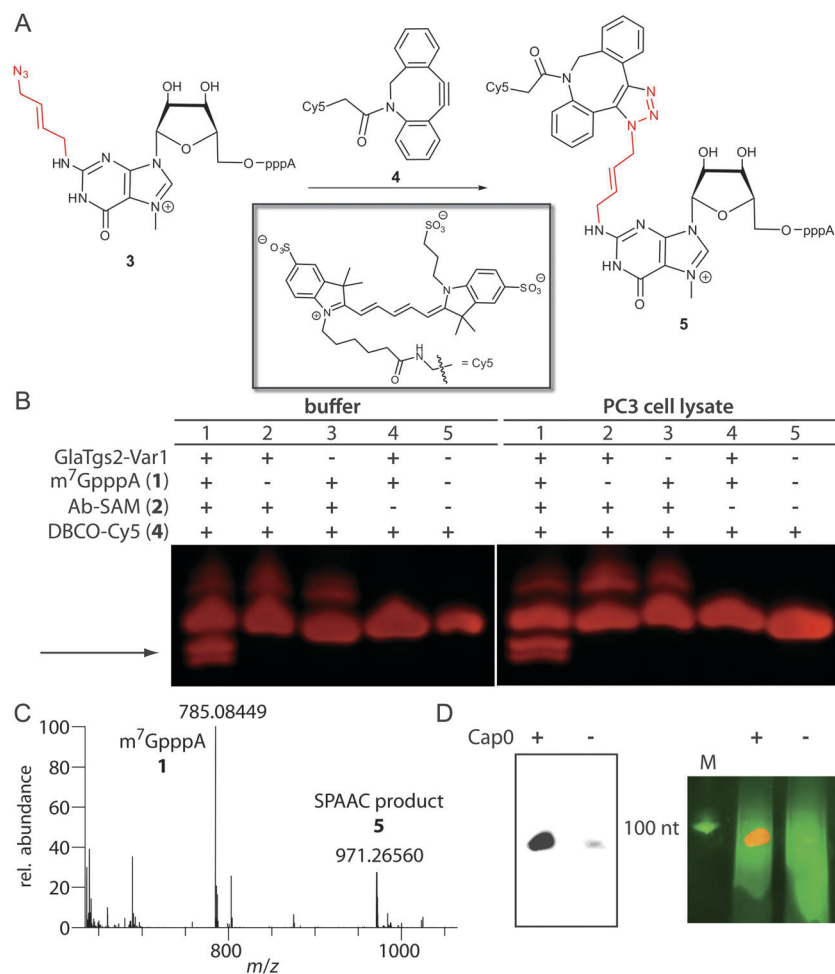 A
N3
OH OH
N
N
O
O–pppA
HN
N
N
HN
⊕
O
3
Cy5
N
O
4
O
N
Cy5
N
N
N
OH OH
HN
N
N
O
O–pppA
HN
N
⊕
O
5
⊖
SO3
⊖
O3S
N
SO3
⊖
N
⊕
H
N
O
= Cy5
B
buffer PC3 cell lysate
1 2 3 4 5 1 2 3 4 5
GlaTgs2-Var1 + + - + - + + - + -
m7GpppA (1) + - + + - + - + + -
Ab-SAM (2) + + + - - + + + - -
DBCO-Cy5 (4) + + + + + + + + + +
C
785.08449
100
m7GpppA
1
80
60
SPAAC product
5
40
971.26560
20
0
rel. abundance
800 1000
m/z
D
Cap0 + - + -
M
100 nt